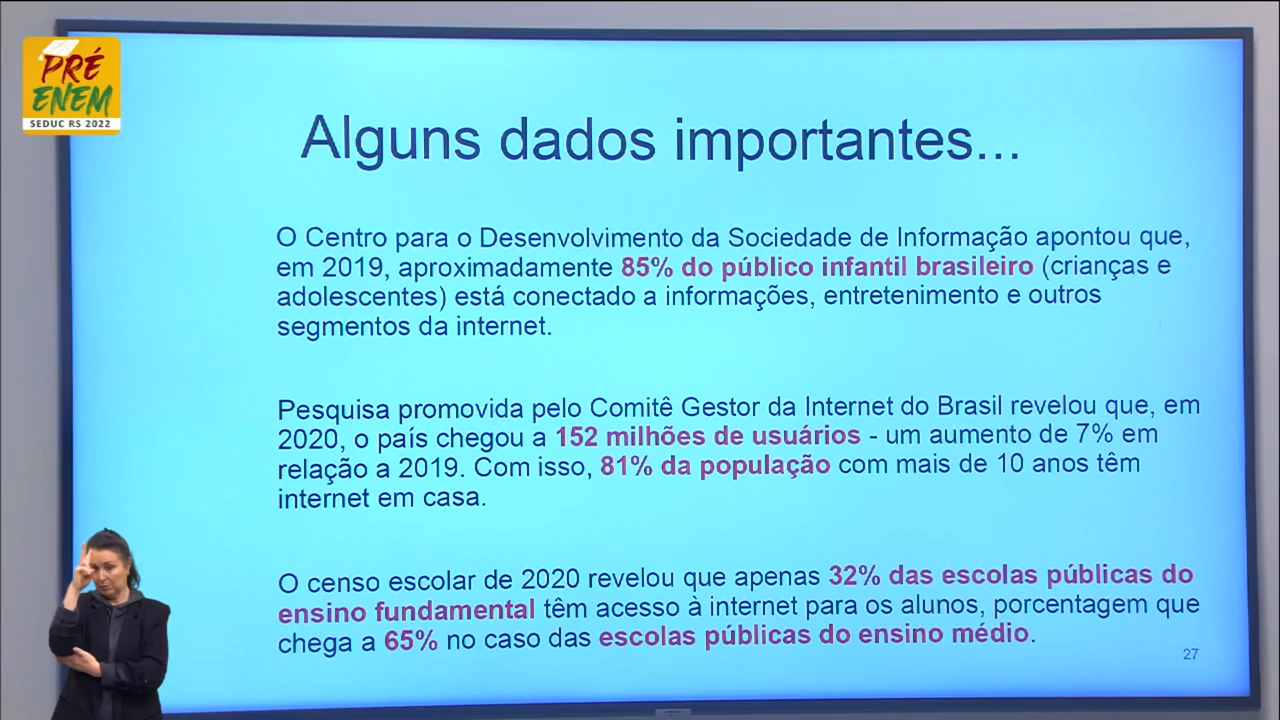 PRÉ
ENEM
SEDUC RS 2022
Alguns dados importantes...
O Centro para o Desenvolvimento da Sociedade de Informação apontou que,
em 2019, aproximadamente 85% do público infantil brasileiro (crianças e
adolescentes) está conectado a informações, entretenimento e outros
segmentos da internet.
Pesquisa promovida pelo Comitê Gestor da Internet do Brasil revelou que, em
2020, o país chegou a 152 milhões de usuários - um aumento de 7% em
relação a 2019. Com isso, 81% da população com mais de 10 anos têm
internet em casa.
O censo escolar de 2020 revelou que apenas 32% das escolas públicas do
ensino fundamental têm acesso à internet para os alunos, porcentagem que
chega a 65% no caso das escolas públicas do ensino médio.
27